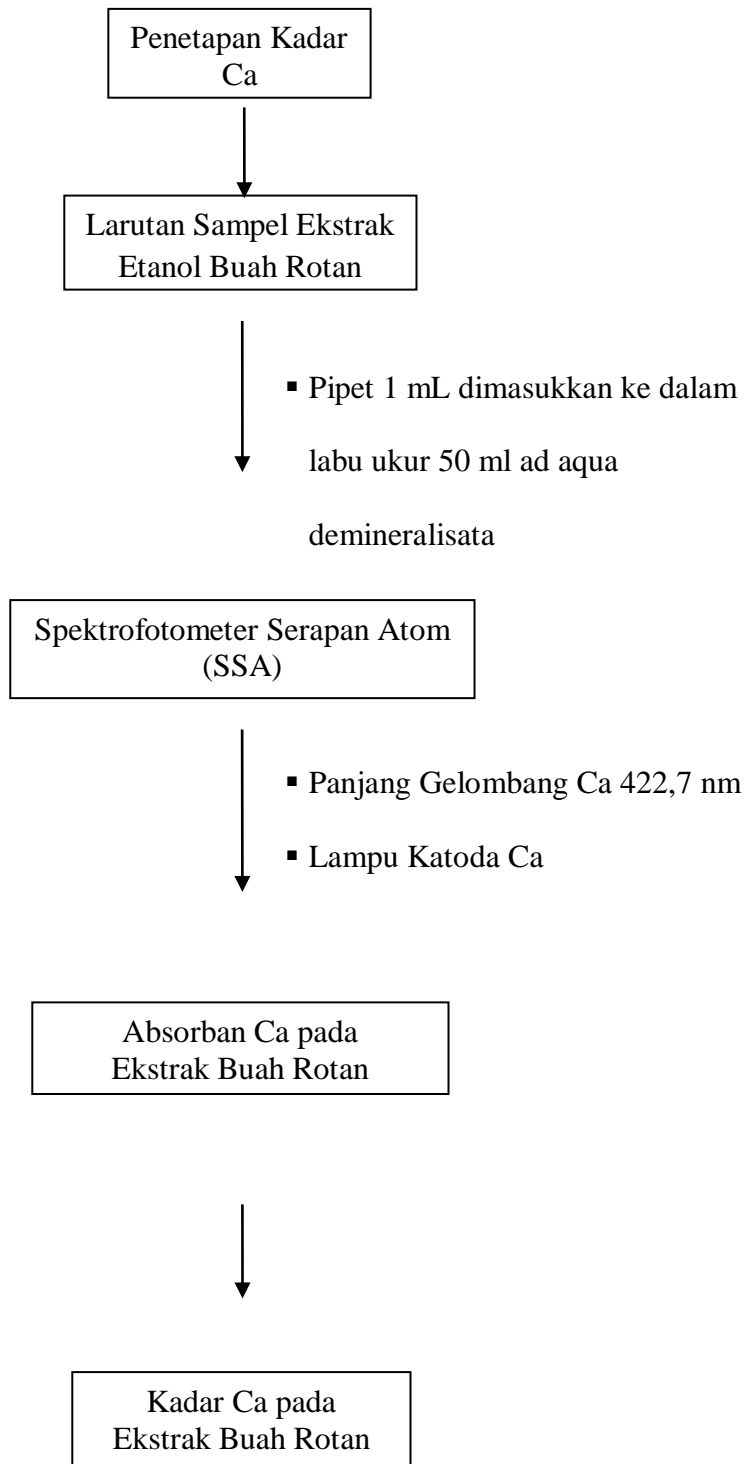 Penetapan Kadar
Ca
Larutan Sampel Ekstrak
Etanol Buah Rotan
▪ Pipet 1 mL dimasukkan ke dalam
labu ukur 50 ml ad aqua
demineralisata
Spektrofotometer Serapan Atom
(SSA)
▪ Panjang Gelombang Ca 422,7 nm
▪ Lampu Katoda Ca
Absorban Ca pada
Ekstrak Buah Rotan
Kadar Ca pada
Ekstrak Buah Rotan